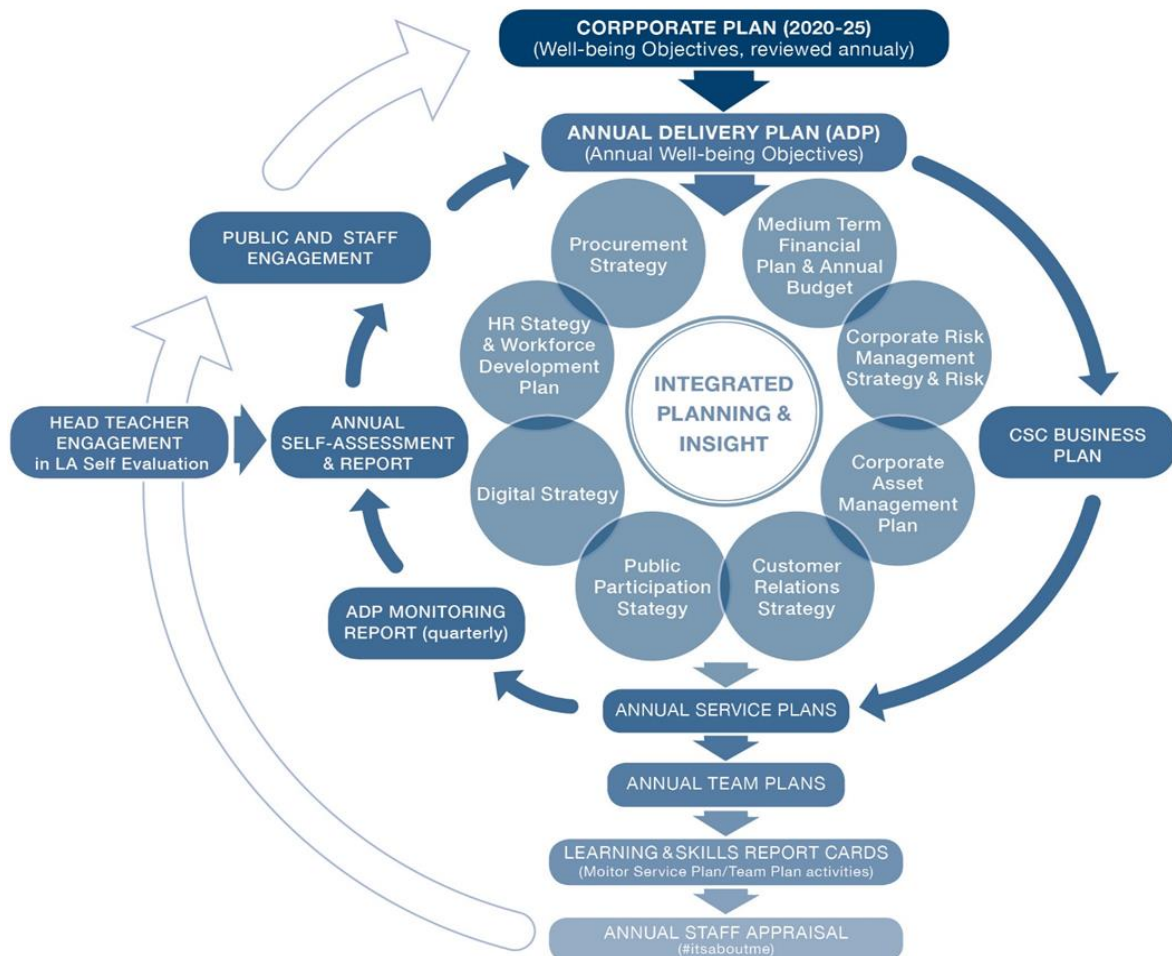 CORPPORATE PLAN (2020-25)
(Well-being Objectives, reviewed annualy)
ANNUAL DELIVERY PLAN (ADP)
(Annual Well-being Objectives)
PUBLIC AND STAFF
ENGAGEMENT
Procurement
Strategy
Medium Term
Financial
Plan & Annual
Budget
HR Stategy
& Workforce
Development
Plan
Corporate Risk
Management
Strategy & Risk
INTEGRATED
PLANNING &
INSIGHT
HEAD TEACHER
ENGAGEMENT
in LA Self Evaluation
ANNUAL
SELF-ASSESSMENT
& REPORT
CSC BUSINESS
PLAN
Digital Strategy
Corporate
Asset
Management
Plan
Public
Participation
Stategy
Customer
Relations
Strategy
ADP MONITORING
REPORT (quarterly)
ANNUAL SERVICE PLANS
ANNUAL TEAM PLANS
LEARNING & SKILLS REPORT CARDS
(Moitor Service Plan/Team Plan activities)
ANNUAL STAFF APPRAISAL
(#itsaboutme)